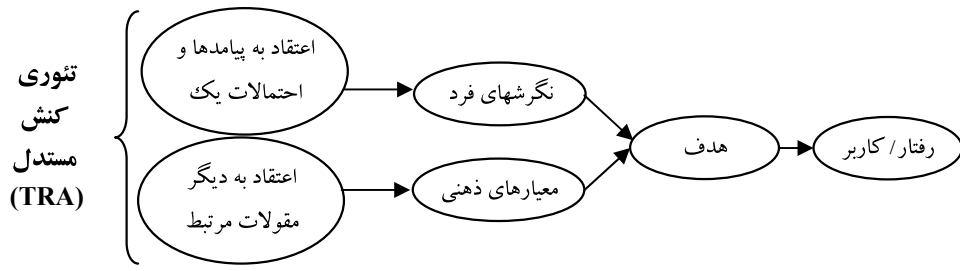 تئوری
کنش
مستدل
(TRA)
اعتقاد به پیامدها و
احتمالات یک
نگرشهای فرد
اعتقاد به دیگر
مقولات مرتبط
معیارهای ذهنی
هدف
رفتار/ کاربر